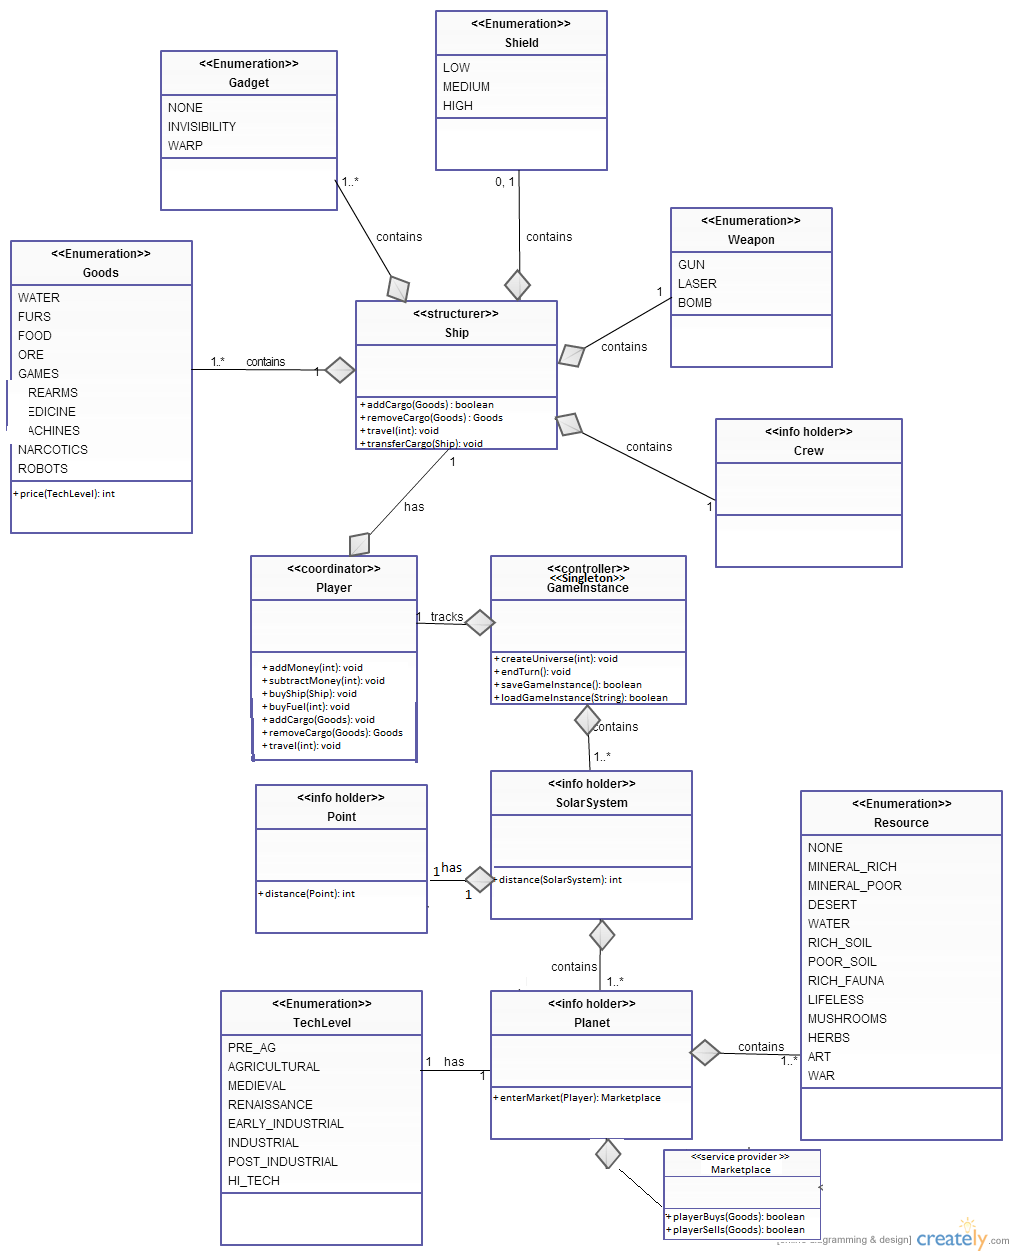 <<Enumeration>>
Shield
LOW
MEDIUM
HIGH
<<Enumeration>>
Gadget
NONE
INVISIBILITY
WARP
1..*
0, 1
contains
contains
<<Enumeration>>
Weapon
GUN
LASER
BOMB
1
contains
<<Enumeration>>
Goods
WATER
FURS
FOOD
ORE
GAMES
REARMS
EDICINE
ACHINES
NARCOTICS
ROBOTS
+ price(TechLevel): int
1..* contains
1
<<structurer>>
Ship
+ addCargo(Goods) : boolean
+ removeCargo(Goods) : Goods
+ travel(int): void
+ transferCargo(Ship): void
1
has
contains
1
<<info holder>>
Crew
<<coordinator>>
Player
+ addMoney(int): void
+ subtractMoney(int): void
+ buyShip(Ship): void
+ buyFuel(int): void
+ addCargo(Goods): void
+ removeCargo(Goods): Goods
+ travel(int): void
1 tracks
<<controller>>
<<Singleton>>
GameInstance
+ createUniverse(int): void
+ endTurn(): void
+ saveGameInstance(): boolean
+ loadGameInstance(String): boolean
contains
1..*
<<info holder>>
Point
+ distance(Point): int
1 has
1
<<info holder>>
SolarSystem
+ distance(SolarSystem): int
contains
1..*
<<Enumeration>>
Resource
NONE
MINERAL_RICH
MINERAL_POOR
DESERT
WATER
RICH_SOIL
POOR_SOIL
RICH_FAUNA
LIFELESS
MUSHROOMS
HERBS
ART
WAR
<<Enumeration>>
TechLevel
PRE_AG
AGRICULTURAL
MEDIEVAL
RENAISSANCE
EARLY_INDUSTRIAL
INDUSTRIAL
POST_INDUSTRIAL
HI_TECH
1 has
1
<<info holder>>
Planet
+ enterMarket(Player): Marketplace
contains
1..*
<<service provider >>
Marketplace
+ playerBuys(Goods): boolean
+ playerSells(Goods): boolean
diagramming & design]
creately.com